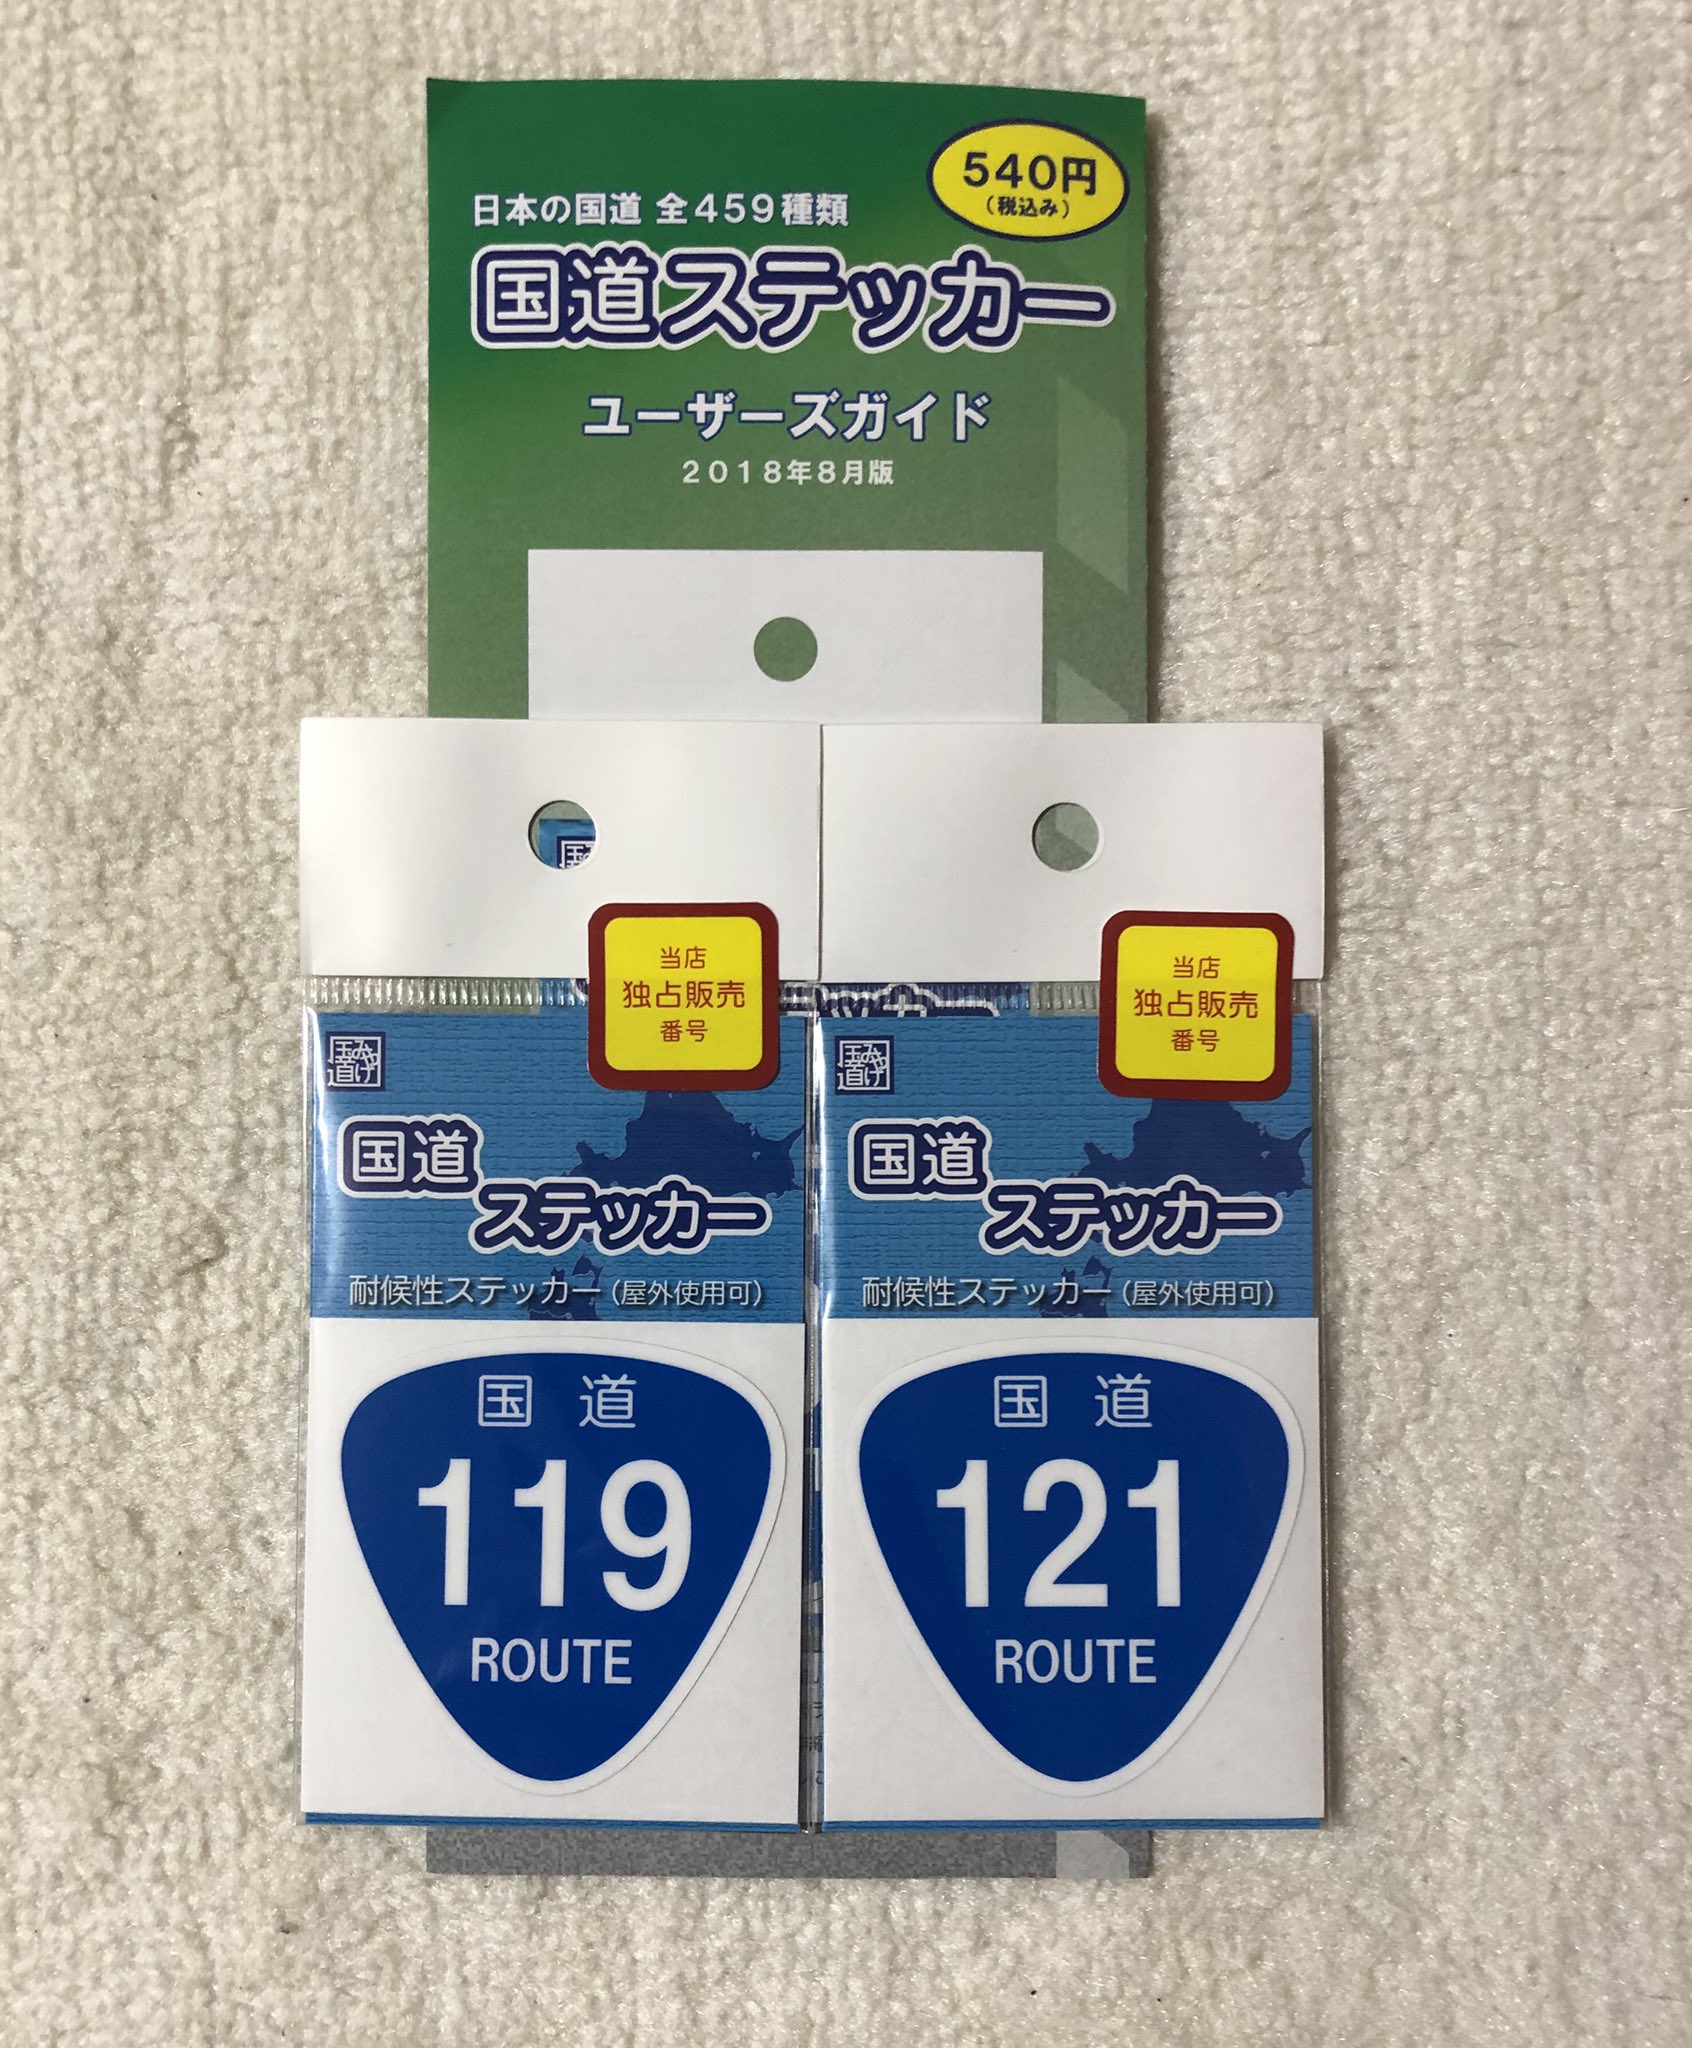 540円
(税込み)
日本の国道 全459種類
国道ステッカー
ユーザーズガイド
2018年8月版
当店
独占販売
番号
国道
ステッカー
耐候性ステッカー(屋外使用可)
国道
119
ROUTE
当店
独占販売
番号
国道
ステッカー
耐候性ステッカー(屋外使用可)
国道
121
ROUTE